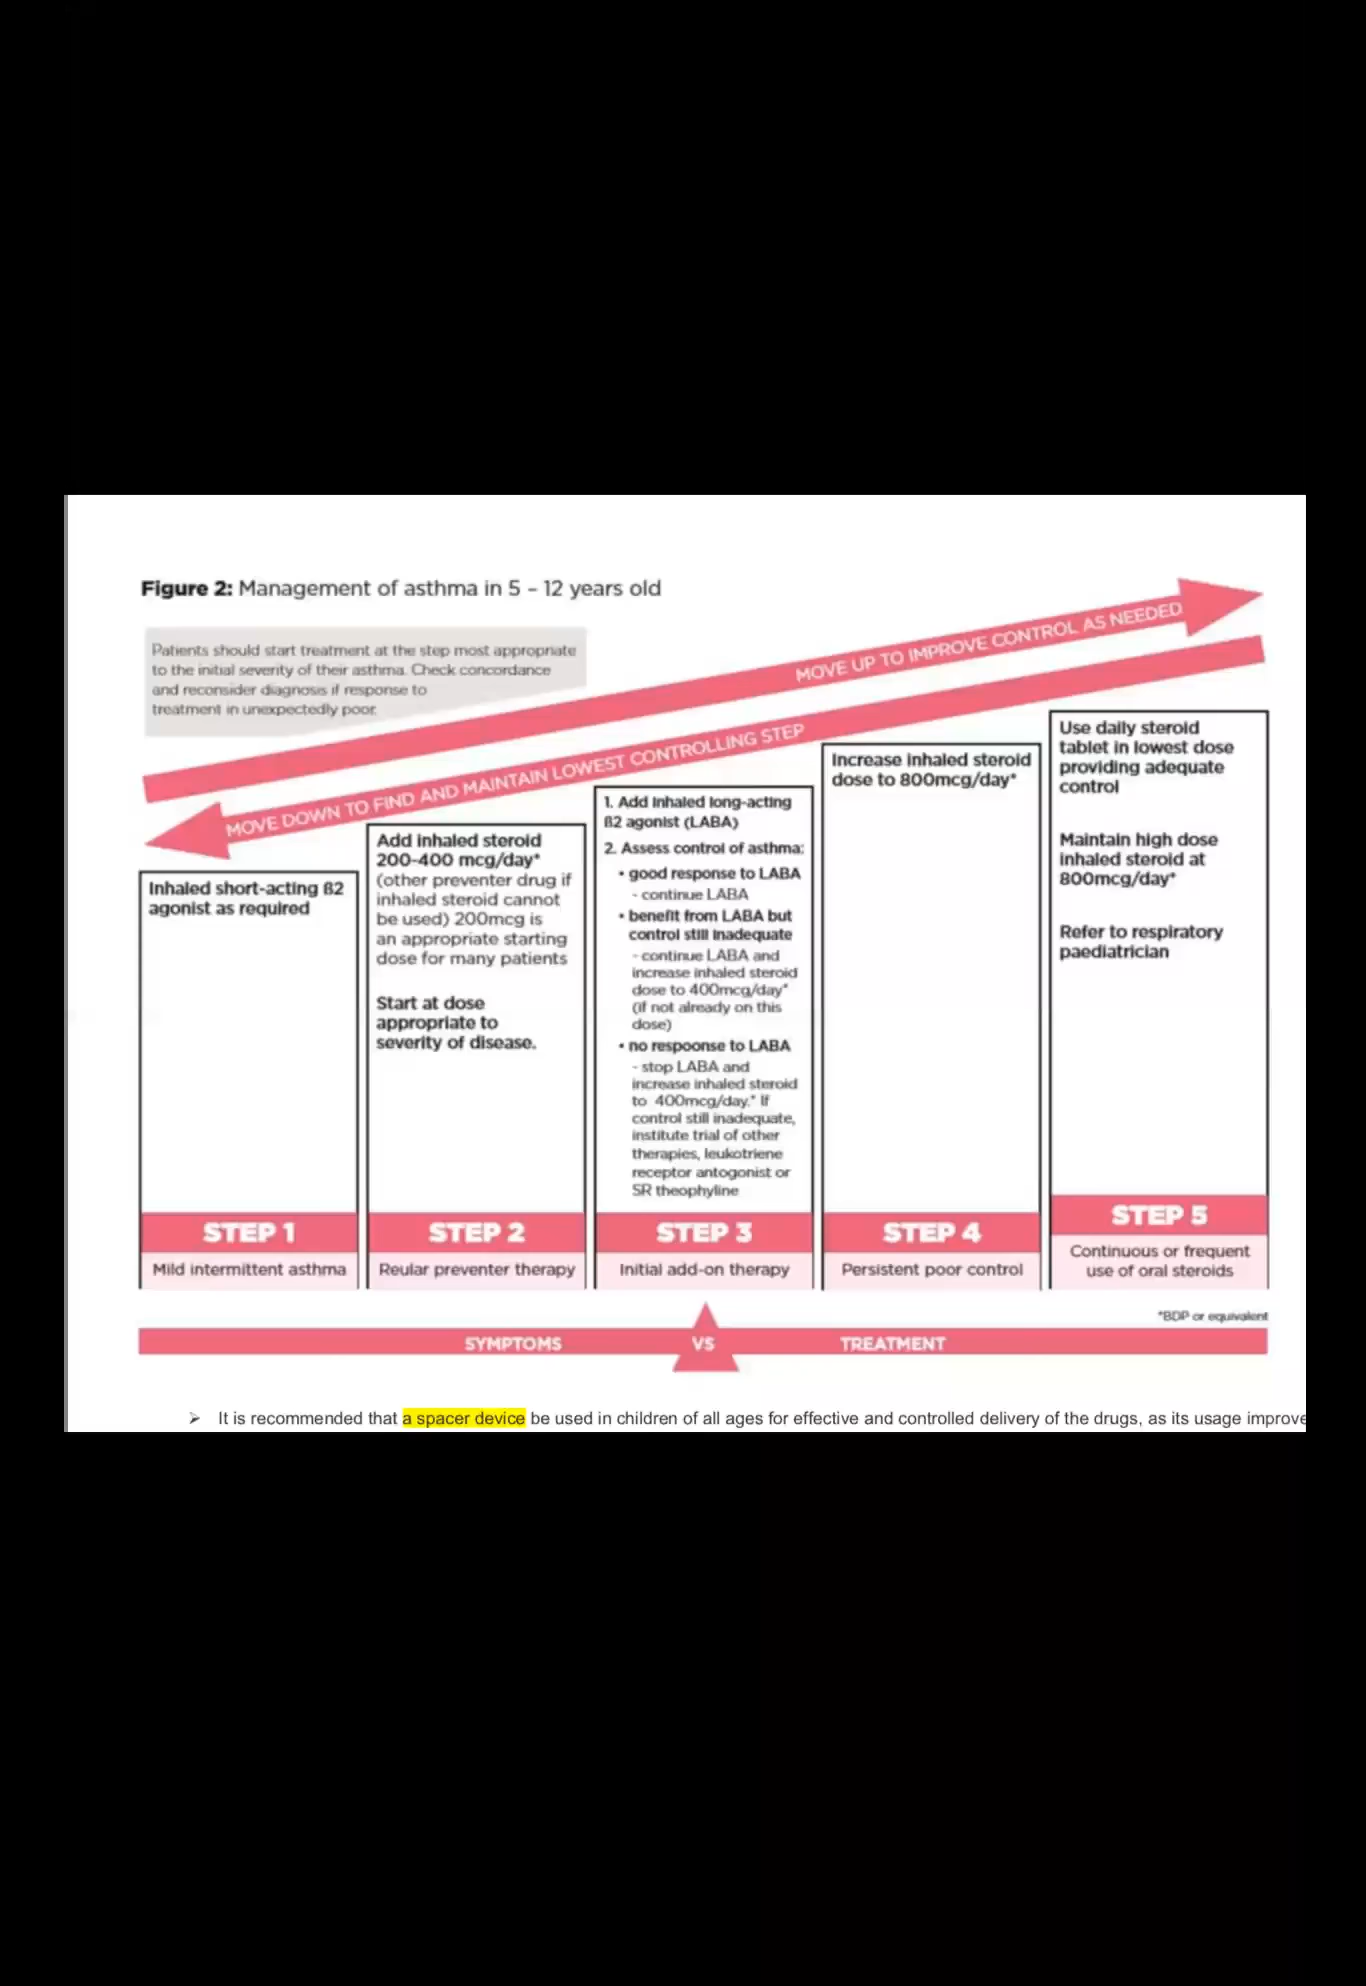 Figure 2: Management of asthma in 5 – 12 years old
Patients should start treatment at the step most appropriate
to the initial severity of their asthma. Check concordance
and reconsider diagnosis if response to
treatment in unexpectedly poor.
MOVE UP TO IMPROVE CONTROL AS NEEDED
MOVE DOWN TO FIND AND MAINTAIN LOWEST CONTROLLING STEP
Inhaled short-acting ß2
agonist as required
STEP 1
Mild intermittent asthma
Add inhaled steroid
200-400 mcg/day*
(other preventer drug if
inhaled steroid cannot
be used) 200mcg is
an appropriate starting
dose for many patients
Start at dose
appropriate to
severity of disease.
STEP 2
Reular preventer therapy
1. Add inhaled long-acting
ß2 agonist (LABA)
2. Assess control of asthma:
• good response to LABA
- continue LABA
• benefit from LABA but
control still inadequate
- continue LABA and
increase inhaled steroid
dose to 400mcg/day*
(if not already on this
dose)
• no respoonse to LABA
- stop LABA and
increase inhaled steroid
to 400mcg/day.* If
control still inadequate,
institute trial of other
therapies, leukotriene
receptor antogonist or
SR theophyline
STEP 3
Initial add-on therapy
Increase inhaled steroid
dose to 800mcg/day*
STEP 4
Persistent poor control
Use daily steroid
tablet in lowest dose
providing adequate
control
Maintain high dose
inhaled steroid at
800mcg/day*
Refer to respiratory
paediatrician
STEP 5
Continuous or frequent
use of oral steroids
*BDP or equivalent
SYMPTOMS VS TREATMENT
➢ It is recommended that a spacer device be used in children of all ages for effective and controlled delivery of the drugs, as its usage improve